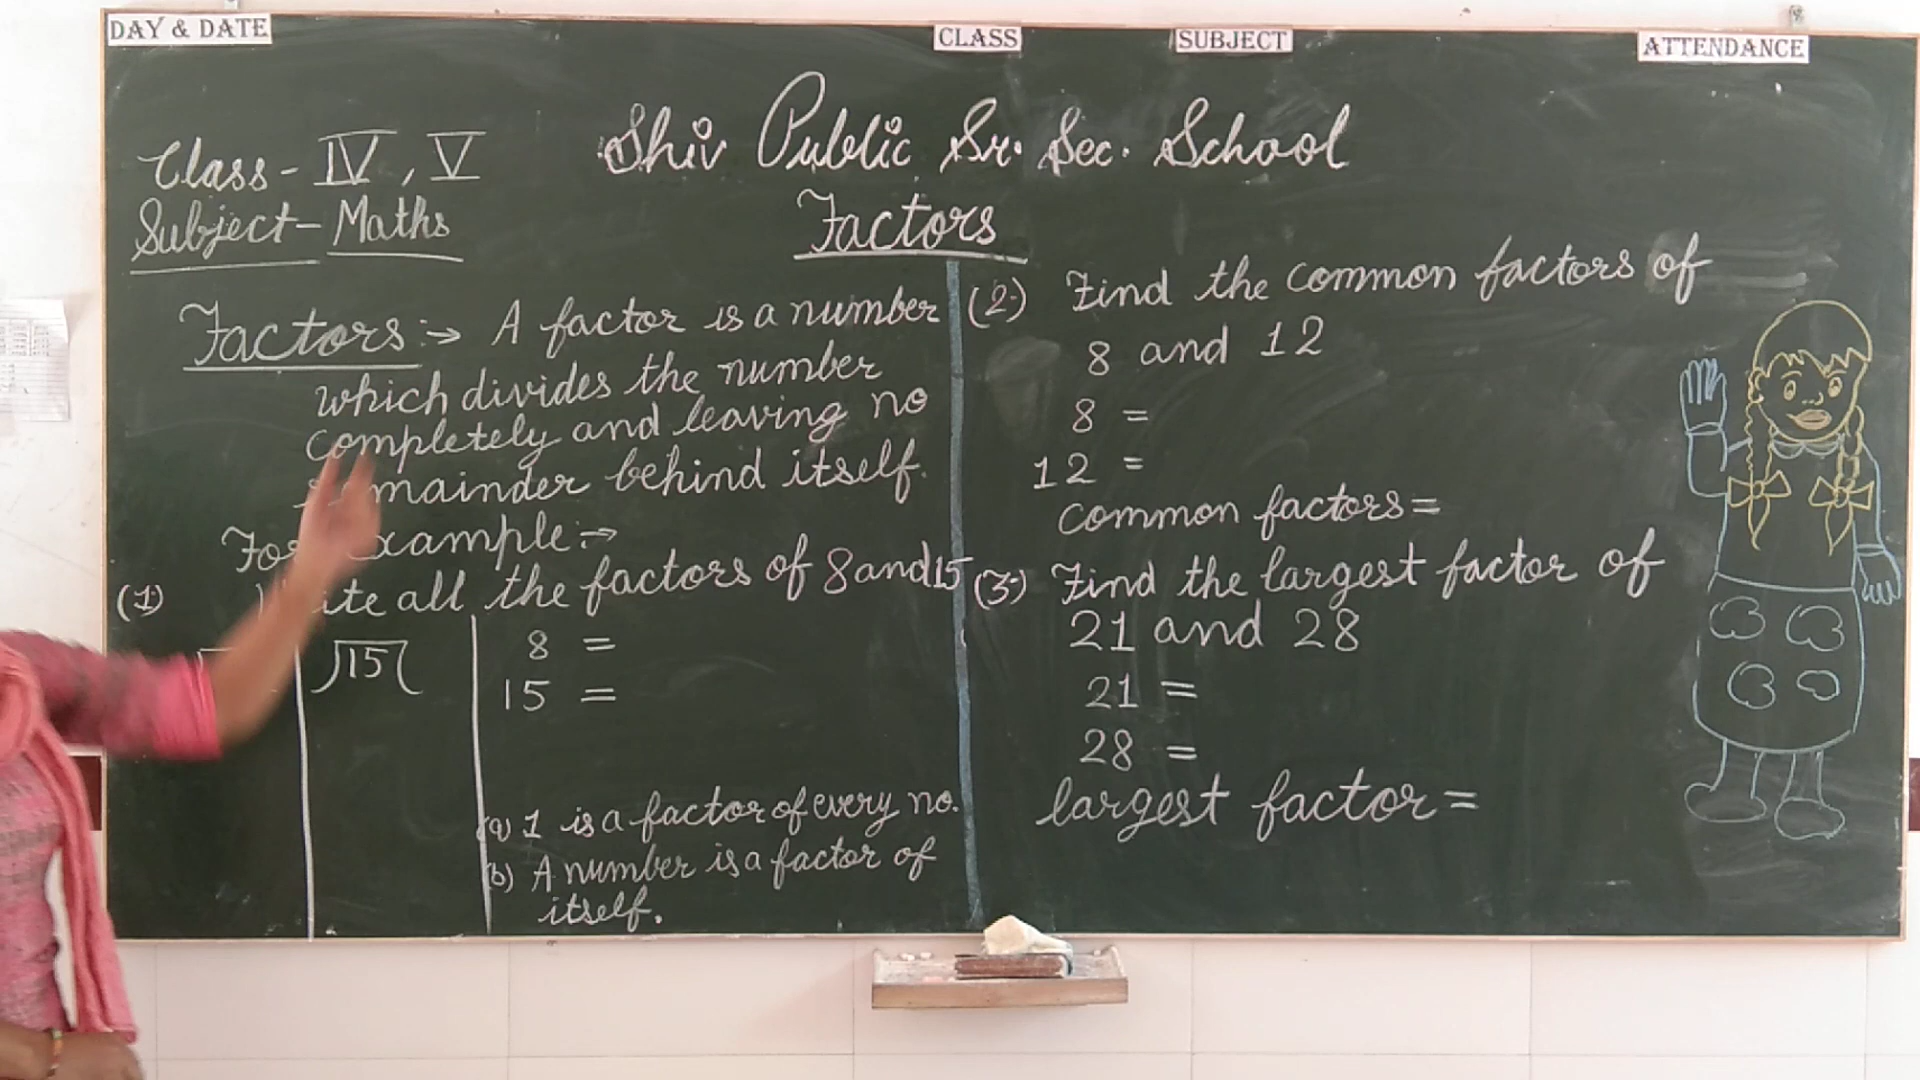 DAY & DATE
CLASS
SUBJECT
ATTENDANCE
Class - IV, V
Subject - Maths
Shiv Public Sr. Sec. School
Factors
Factors :→ A factor is a number
which divides the number
completely and leaving no
remainder behind itself.
For example :→
(1) all the factors of 8 and 15
15
8 =
15 =
(a) 1 is a factor of every no.
(b) A number is a factor of
itself.
(2.) Find the common factors of
8 and 12
8 =
12 =
Common factors =
(3.) Find the largest factor of
21 and 28
21 =
28 =
largest factor =